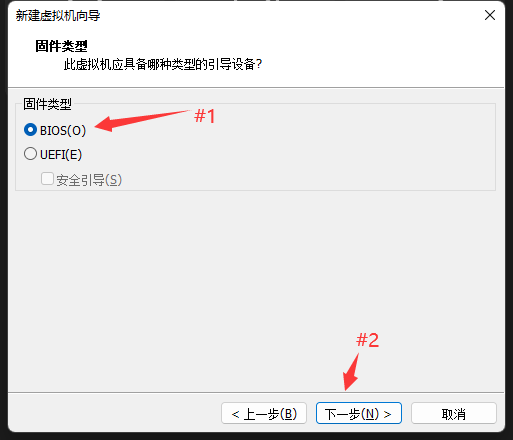 新建虚拟机向导
固件类型
此虚拟机应具备哪种类型的引导设备?
固件类型
#1
BIOS(O)
UEFI(E)
安全引导(S)
#2
< 上一步(B)
下一步(N) >
取消